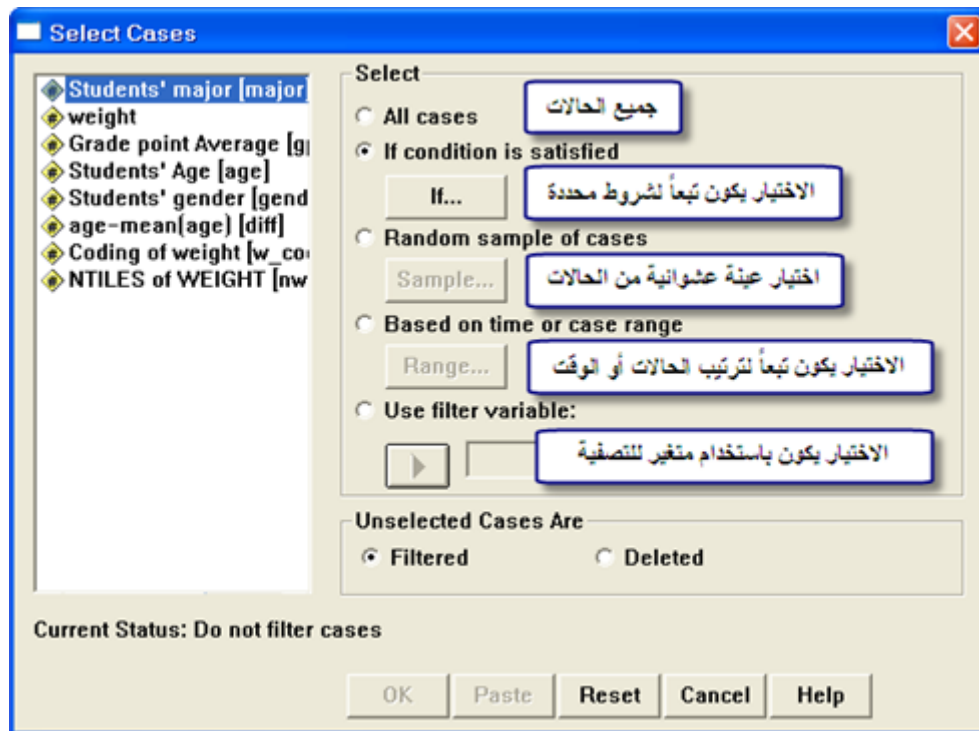 Select Cases
Students' major [major]
weight
Grade point Average [g
Students' Age [age]
Students' gender [gend
age-mean(age) [diff]
Coding of weight [w_co
NTILES of WEIGHT [nw
Select
All cases
جميع الحالات
If condition is satisfied
If...
الاختيار يكون تبعاً لشروط محددة
Random sample of cases
Sample...
اختيار عينة عشوائية من الحالات
Based on time or case range
Range...
الاختيار يكون تبعاً لترتيب الحالات أو الوقت
Use filter variable:
الاختيار يكون باستخدام متغير للتصفية
Unselected Cases Are
Filtered
Deleted
Current Status: Do not filter cases
OK
Paste
Reset
Cancel
Help